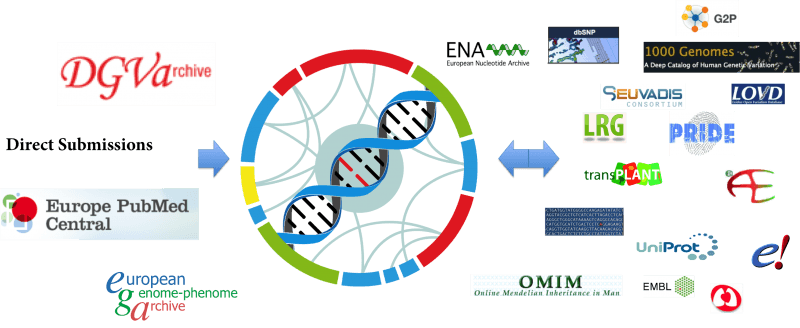 DGVarchive
Direct Submissions
Europe PubMed
Central
european
genome-phenome
archive
ENA
European Nucleotide Archive
dbSNP
G2P
1000 Genomes
A Deep Catalog of Human Genetic Variation
GEUVADIS
CONSORTIUM
LOVD
LRG
PRIDE
transPLANT
AE
UniProt
e!
OMIM
Online Mendelian Inheritance in Man
EMBL